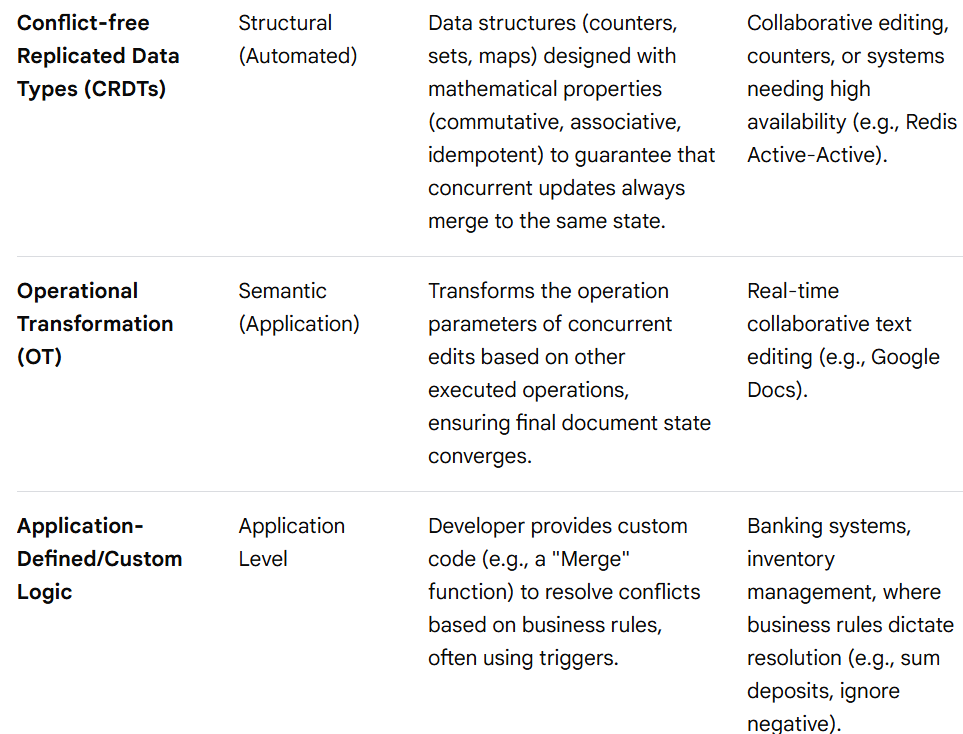 Conflict-free
Replicated Data
Types (CRDTs)
Structural
(Automated)
Data structures (counters,
sets, maps) designed with
mathematical properties
(commutative, associative,
idempotent) to guarantee that
concurrent updates always
merge to the same state.
Collaborative editing,
counters, or systems
needing high
availability (e.g., Redis
Active-Active).
Operational
Transformation
(OT)
Semantic
(Application)
Transforms the operation
parameters of concurrent
edits based on other
executed operations,
ensuring final document state
converges.
Real-time
collaborative text
editing (e.g., Google
Docs).
Application-
Defined/Custom
Logic
Application
Level
Developer provides custom
code (e.g., a "Merge"
function) to resolve conflicts
based on business rules,
often using triggers.
Banking systems,
inventory
management, where
business rules dictate
resolution (e.g., sum
deposits, ignore
negative).